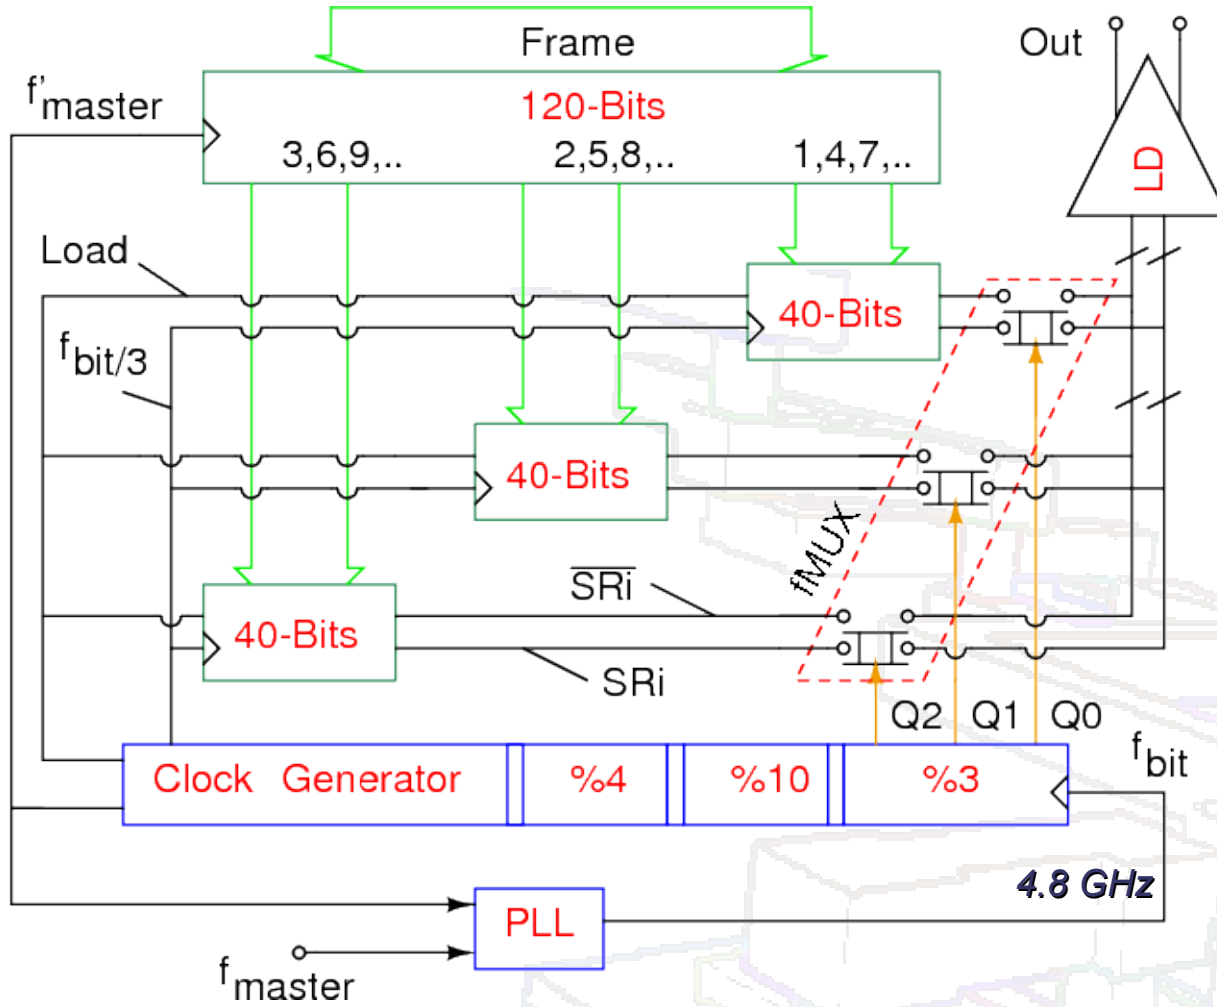 Frame
Out
f'master
120-Bits
3,6,9,..
2,5,8,..
1,4,7,..
LD
Load
40-Bits
fbit/3
40-Bits
fMUX
SRi
40-Bits
SRi
Q2
Q1
Q0
fbit
Clock Generator
%4
%10
%3
4.8 GHz
PLL
fmaster